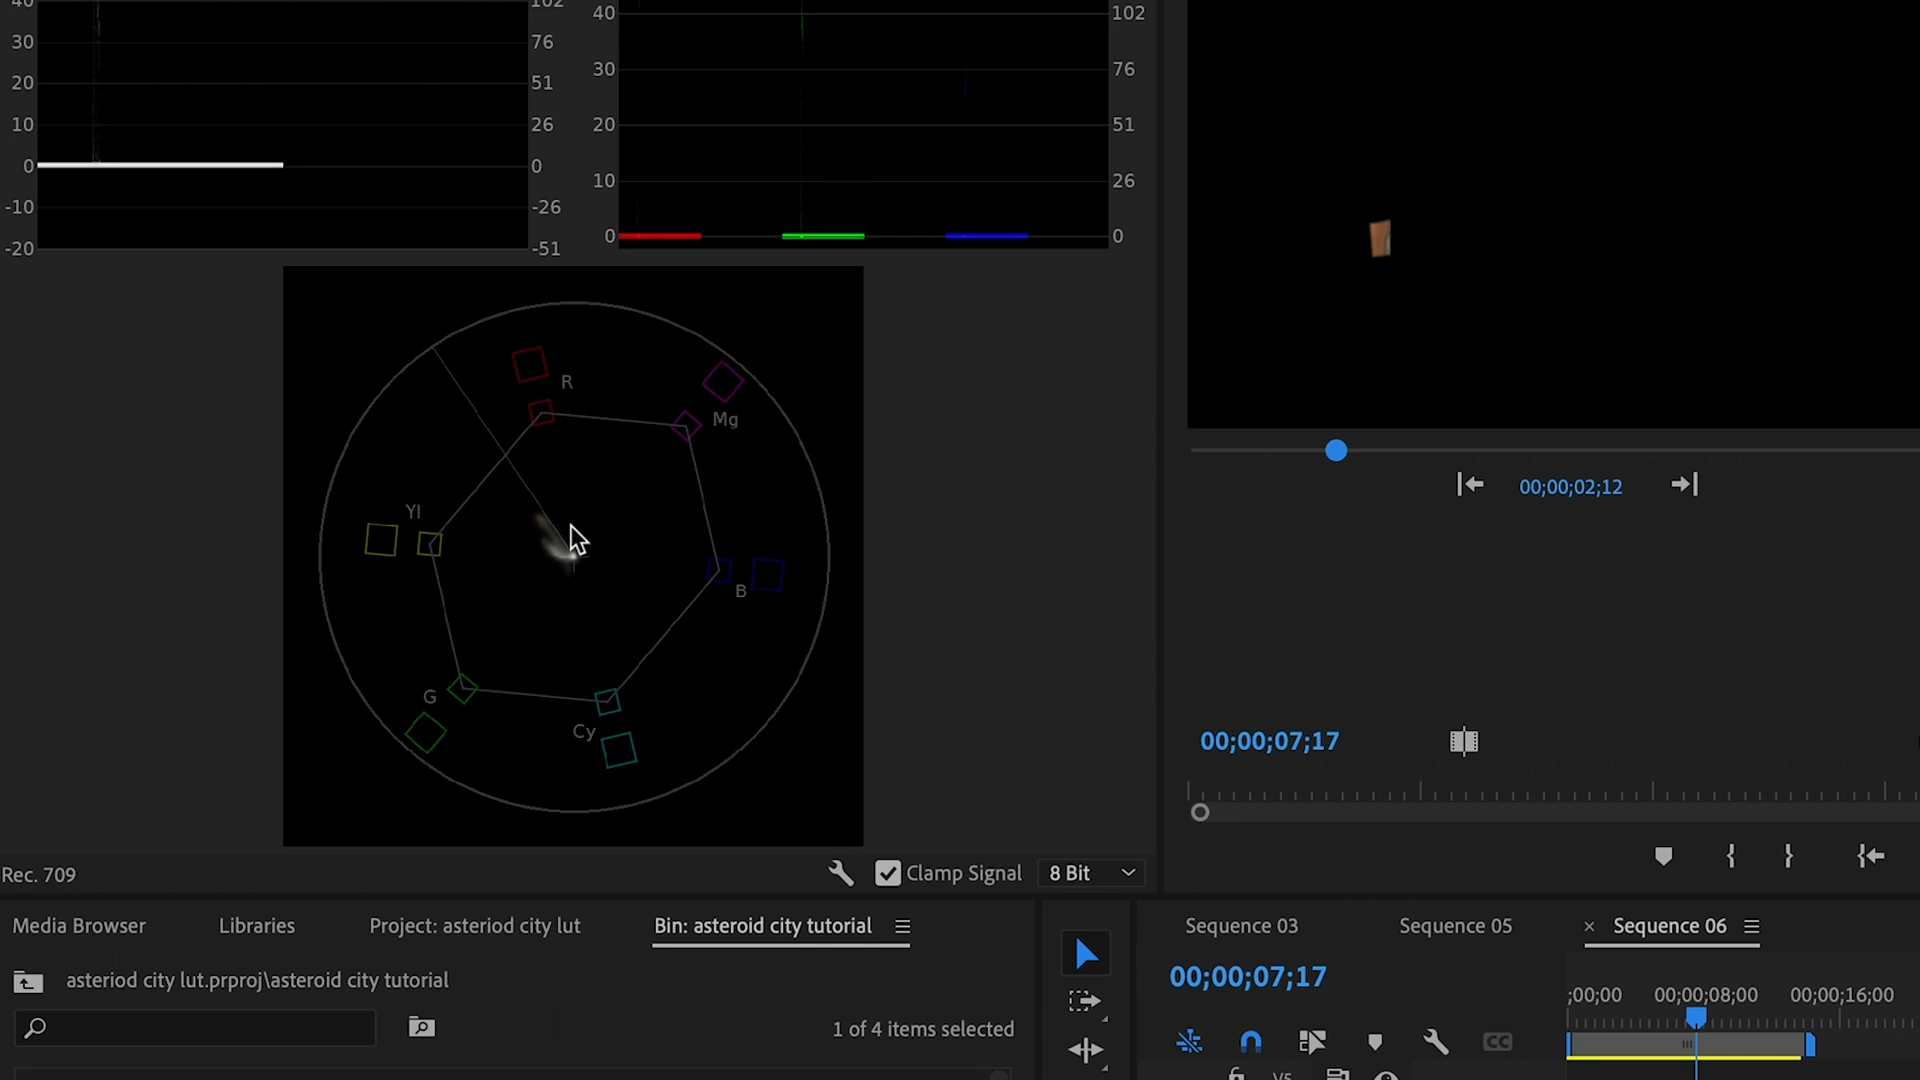 40 102 40 102
30 76 30 76
20 51 20 51
10 26 10 26
0 0 0 0
-10 -26
-20 -51
R
Mg
Yl
B
G
Cy
00;00;02;12
00;00;07;17
Rec. 709 Clamp Signal 8 Bit
Media Browser Libraries Project: asteriod city lut Bin: asteroid city tutorial
asteriod city lut.prproj\asteroid city tutorial
1 of 4 items selected
Sequence 03 Sequence 05 × Sequence 06
00;00;07;17
;00;00 00;00;08;00 00;00;16;00
CC
V5